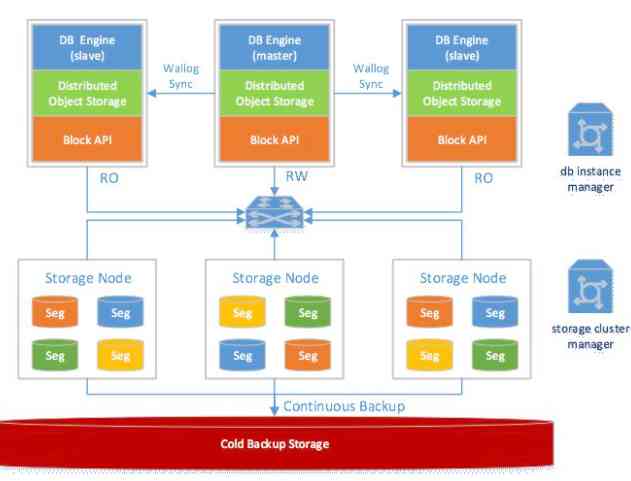 DB Engine
(slave)
Distributed
Object Storage
Block API
Wallog
Sync
DB Engine
(master)
Distributed
Object Storage
Block API
Wallog
Sync
DB Engine
(slave)
Distributed
Object Storage
Block API
RO
RW
RO
db instance
manager
Storage Node
Seg
Seg
Seg
Seg
Storage Node
Seg
Seg
Seg
Seg
Storage Node
Seg
Seg
Seg
Seg
storage cluster
manager
Continuous Backup
Cold Backup Storage